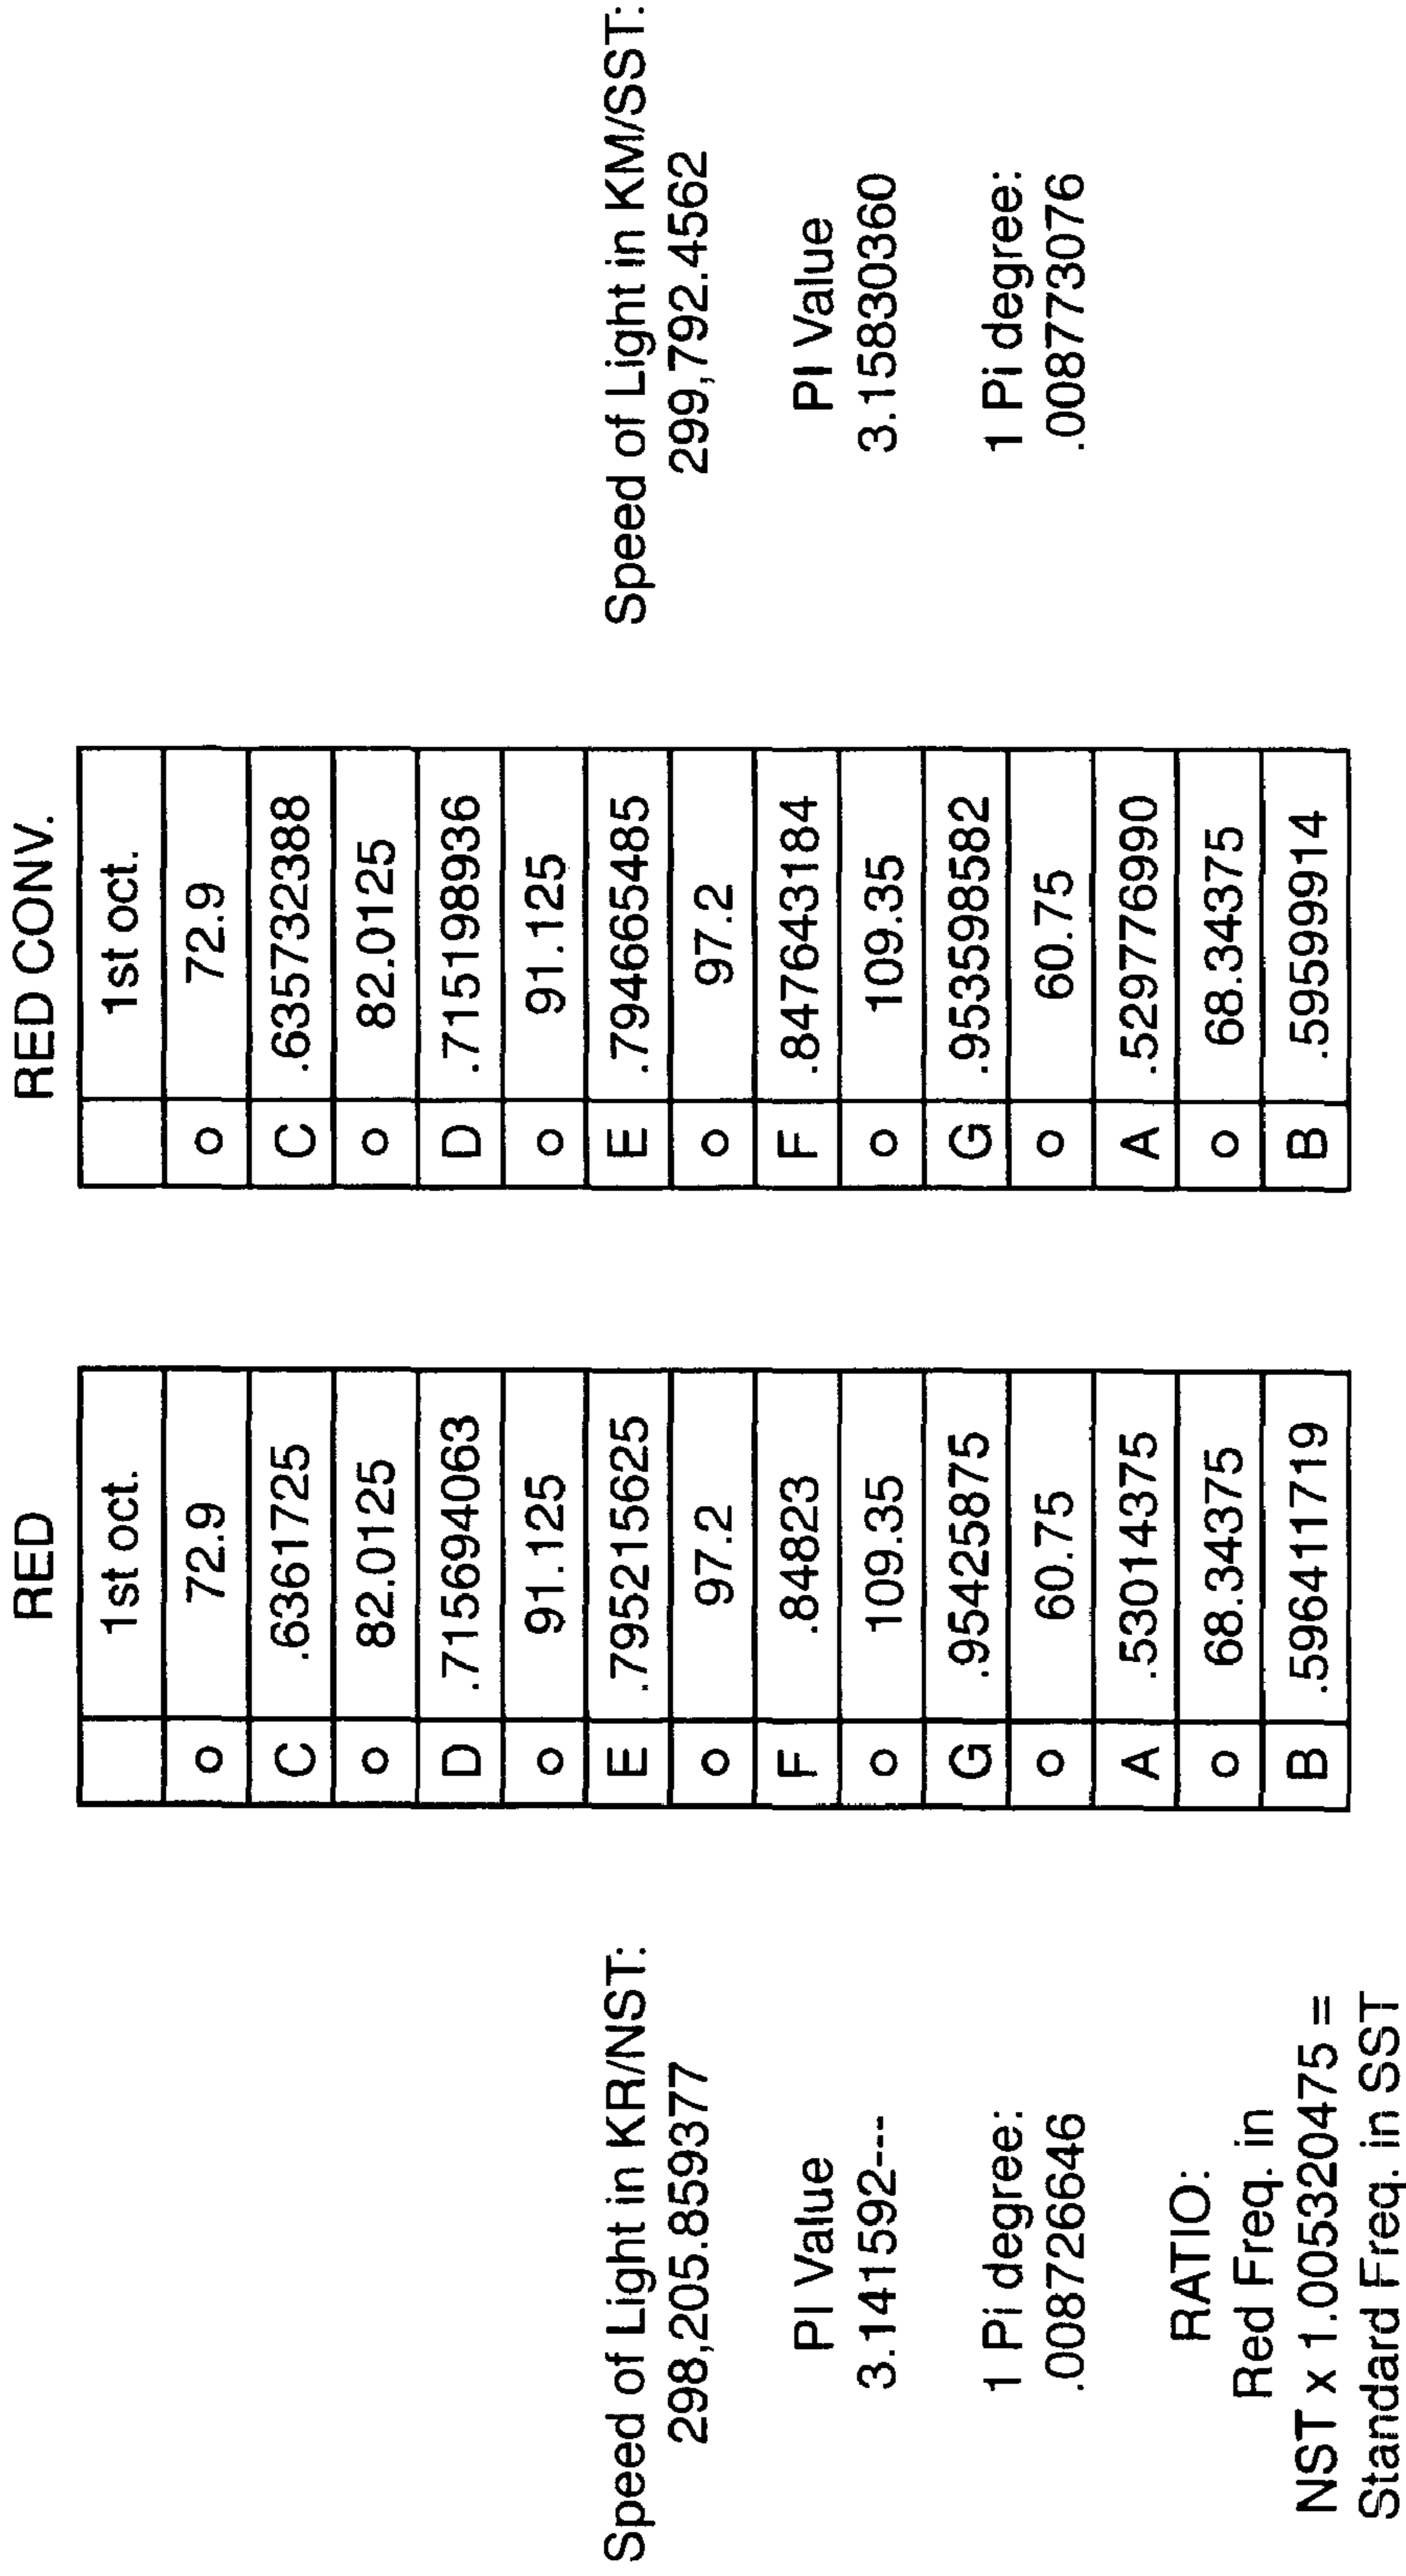 RED
1st oct.
o 72.9
C .6361725
o 82.0125
D .715694063
o 91.125
E .795215625
o 97.2
F .84823
o 109.35
G .95425875
o 60.75
A .53014375
o 68.34375
B .596411719
RED CONV.
1st oct.
o 72.9
C .635732388
o 82.0125
D .715198936
o 91.125
E .794665485
o 97.2
F .847643184
o 109.35
G .953598582
o 60.75
A .529776990
o 68.34375
B .59599914
Speed of Light in KR/NST:
298,205.859377
PI Value
3.141592---
1 Pi degree:
.008726646
RATIO:
Red Freq. in
NST x 1.005320475 =
Standard Freq. in SST
Speed of Light in KM/SST:
299,792.4562
PI Value
3.15830360
1 Pi degree:
.008773076